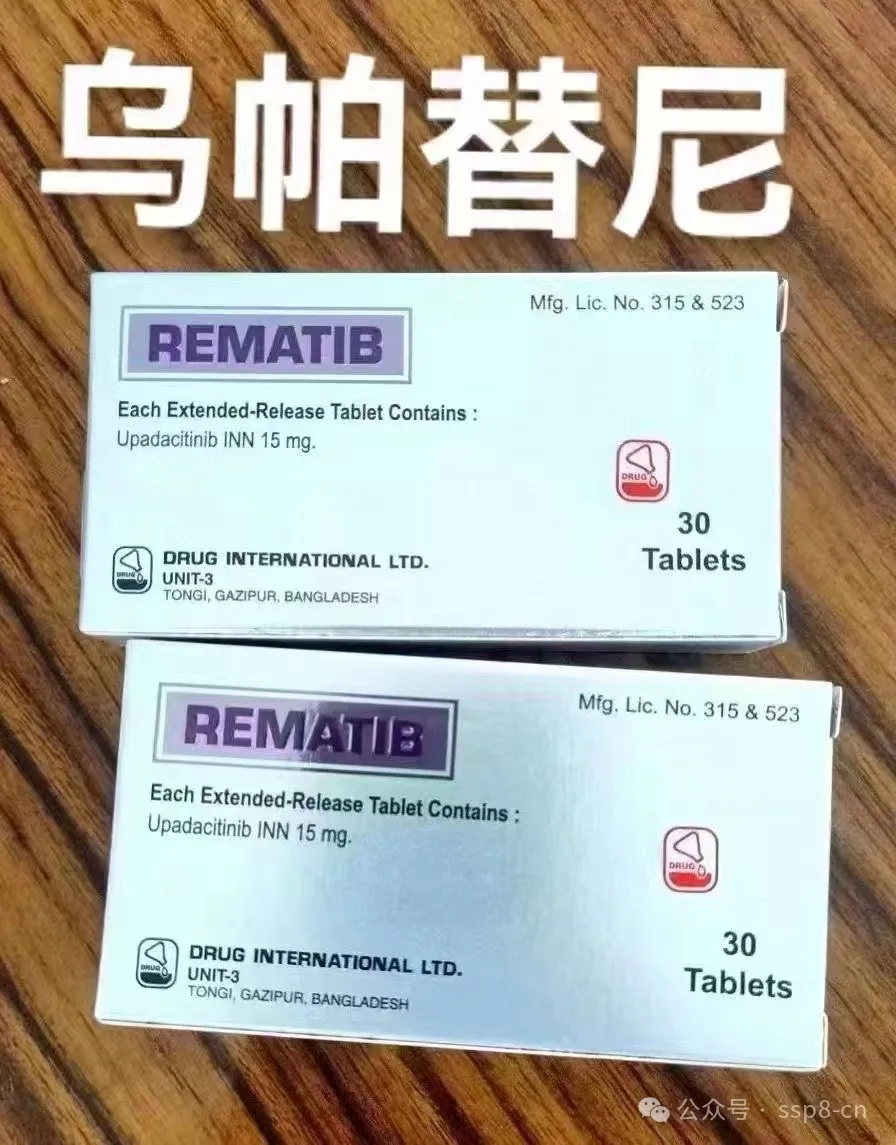 乌帕替尼
Mfg. Lic. No. 315 & 523
REMATIB
Each Extended-Release Tablet Contains :
Upadacitinib INN 15 mg.
DRUG
30
Tablets
DRUG
DRUG INTERNATIONAL LTD.
UNIT-3
TONGI, GAZIPUR, BANGLADESH
Mfg. Lic. No. 315 & 523
REMATIB
Each Extended-Release Tablet Contains :
Upadacitinib INN 15 mg.
DRUG
30
Tablets
DRUG
DRUG INTERNATIONAL LTD.
UNIT-3
TONGI, GAZIPUR, BANGLADESH
公众号 · ssp8-cn